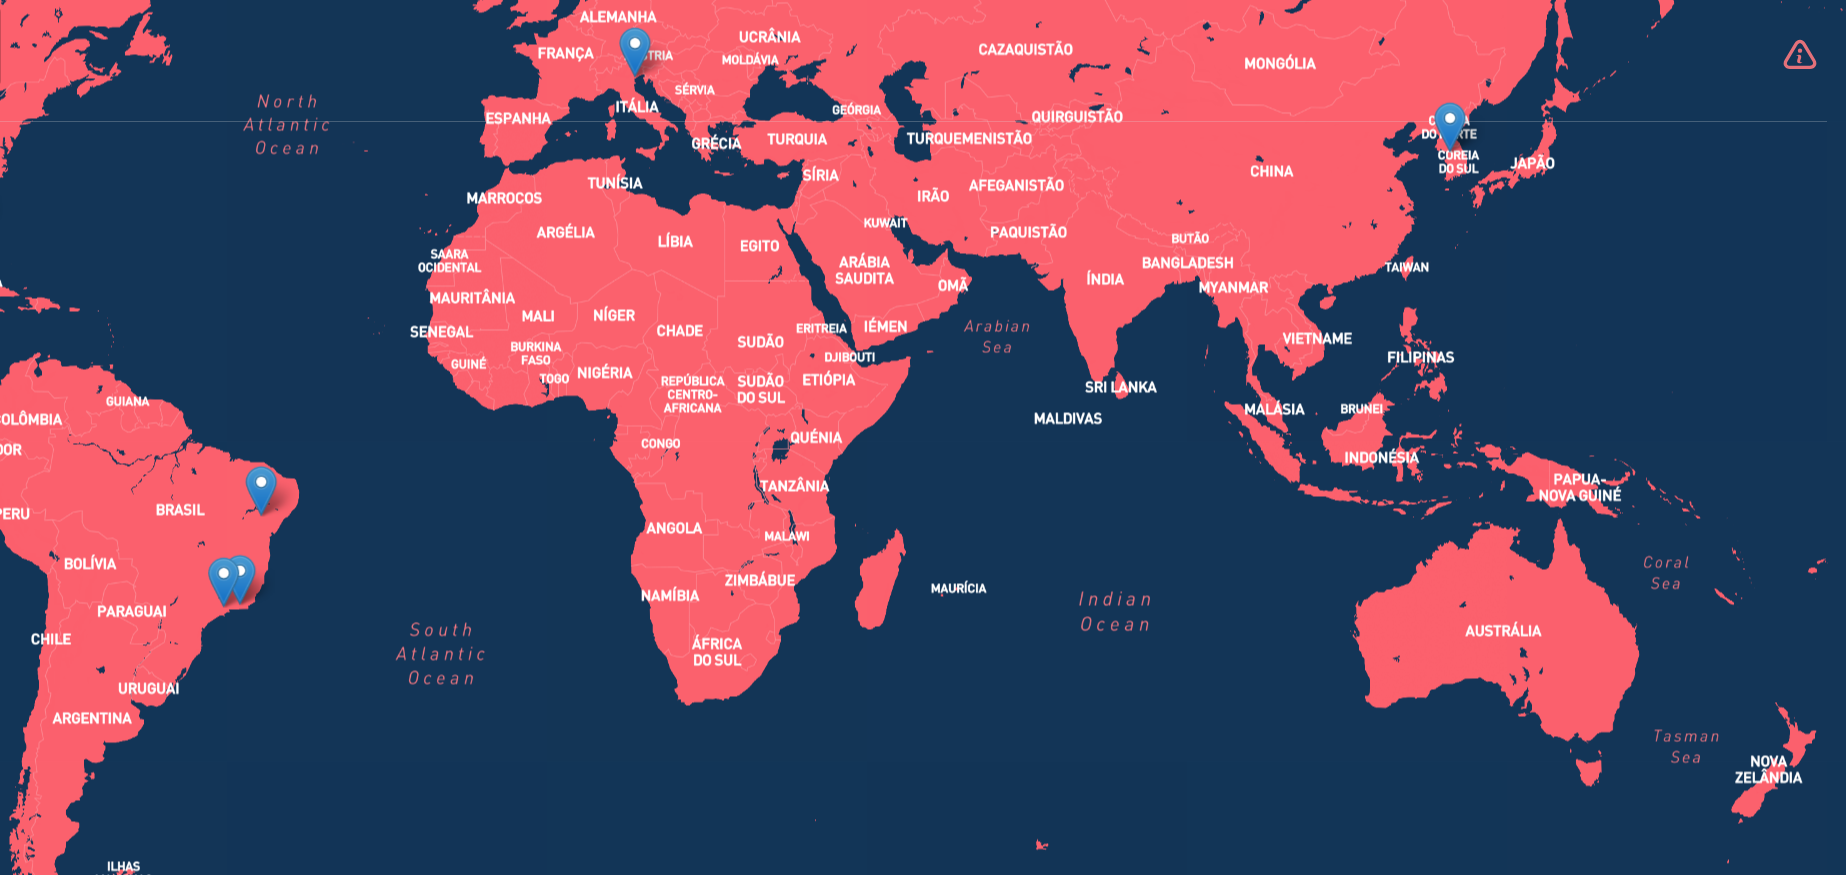 ALEMANHA
UCRÂNIA
FRANÇA
TRIA
MOLDÁVIA
CAZAQUISTÃO
MONGÓLIA
SÉRVIA
North
Atlantic
Ocean
ITÁLIA
ESPANHA
GEÓRGIA
QUIRGUISTÃO
GRÉCIA
TURQUIA
TURQUEMENISTÃO
DO
RTE
COREIA
DO SUL
JAPÃO
CHINA
SÍRIA
TUNÍSIA
AFEGANISTÃO
MARROCOS
IRÃO
KUWAIT
ARGÉLIA
LÍBIA
EGITO
PAQUISTÃO
BUTÃO
SAARA
OCIDENTAL
ARÁBIA
SAUDITA
BANGLADESH
TAIWAN
OMÃ
ÍNDIA
MYANMAR
MAURITÂNIA
MALI
NÍGER
CHADE
SENEGAL
ERITREIA
IÉMEN
Arabian
Sea
SUDÃO
VIETNAME
BURKINA
FASO
DJIBOUTI
FILIPINAS
GUINÉ
TOGO
NIGÉRIA
REPÚBLICA
CENTRO-
AFRICANA
SUDÃO
DO SUL
ETIÓPIA
SRI LANKA
GUIANA
OLÔMBIA
MALDIVAS
MALÁSIA
BRUNEI
CONGO
QUÉNIA
DOR
INDONÉSIA
TANZÂNIA
PAPUA-
NOVA GUINÉ
BRASIL
PERU
ANGOLA
MALAWI
BOLÍVIA
ZIMBÁBUE
MAURÍCIA
Coral
Sea
NAMÍBIA
Indian
Ocean
PARAGUAI
CHILE
South
Atlantic
Ocean
ÁFRICA
DO SUL
AUSTRÁLIA
URUGUAI
ARGENTINA
Tasman
Sea
NOVA
ZELÂNDIA
ILHAS